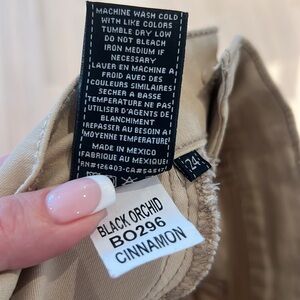 MACHINE WASH COLD
WITH LIKE COLORS
TUMBLE DRY LOW
DO NOT BLEACH
IRON MEDIUM IF
NECESSARY
LAVER EN MACHINE A
FROID AVEC DES
COULEURS SIMILAIRES
SECHER A BASSE
TEMPERATURE NE PAS
UTILISER D'AGENTS DE
BLANCHIMENT
REPASSER AU BESOIN A
MOYENNE TEMPERATURE
MADE IN MEXICO
FABRIQUE AU MEXIQUE
24
BLACK ORCHID
BO296
CINNAMON